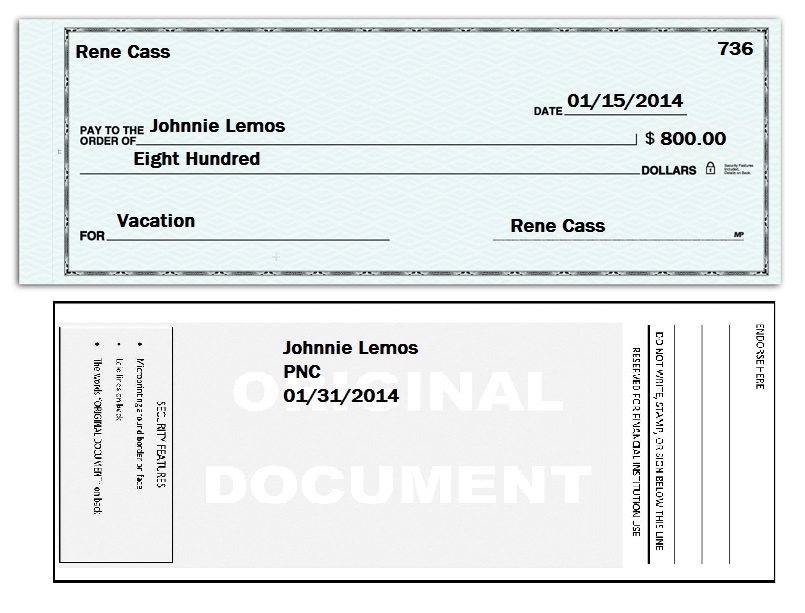 Rene Cass
736
DATE 01/15/2014
PAY TO THE
ORDER OF Johnnie Lemos
$ 800.00
Eight Hundred
DOLLARS
Security Features
Included.
Details on Back.
FOR Vacation
Rene Cass
MP
Johnnie Lemos
PNC
01/31/2014
ORIGINAL
DOCUMENT
SECURITY FEATURES
• Microprinting around border on face
• lines on back
• The words "ORIGINAL DOCUMENT" on back
ENDORSE HERE
DO NOT WRITE, STAMP, OR SIGN BELOW THIS LINE
RESERVED FOR FINANCIAL INSTITUTION USE